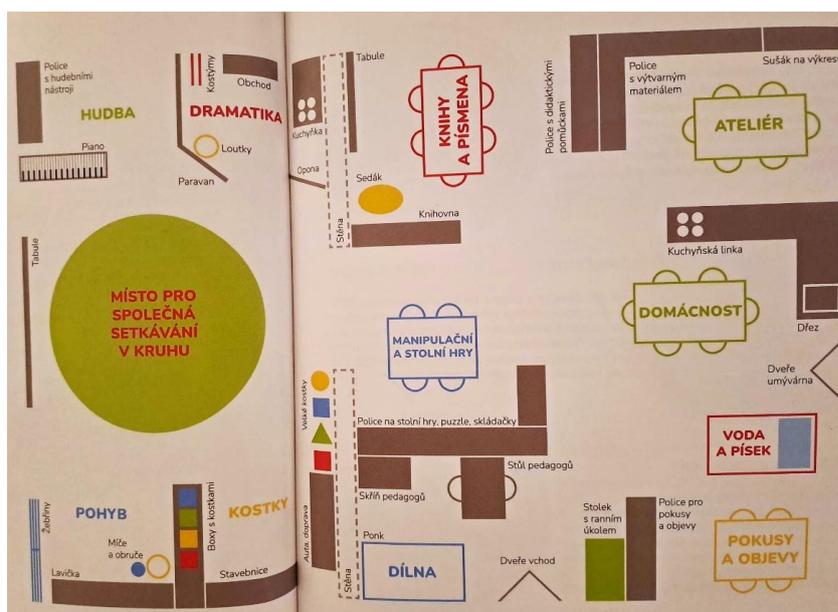 Police
s hudebními
nástroji
HUDBA
Piano
Kostýmy
Obchod
DRAMATIKA
Loutky
Paravan
Kuchyňka
Opona
Tabule
Stěna
Sedák
Knihovna
KNIHY
A PÍSMENA
Police s didaktickými
pomůckami
Police
s výtvarným
materiálem
Sušák na výkresy
ATELIÉR
Tabule
MÍSTO PRO
SPOLEČNÁ
SETKÁVÁNÍ
V KRUHU
Kuchyňská linka
DOMÁCNOST
Dřez
Dveře
umývárna
MANIPULAČNÍ
A STOLNÍ HRY
Velké kostky
Police na stolní hry, puzzle, skládačky
Skříň pedagogů
Stůl pedagogů
VODA
A PÍSEK
Žebřiny
POHYB
Míče
a obruče
Lavička
Boxy s kostkami
KOSTKY
Stavebnice
Auta, doprava
Stěna
Ponk
DÍLNA
Dveře vchod
Stolek
s ranním
úkolem
Police pro
pokusy
a objevy
POKUSY
A OBJEVY